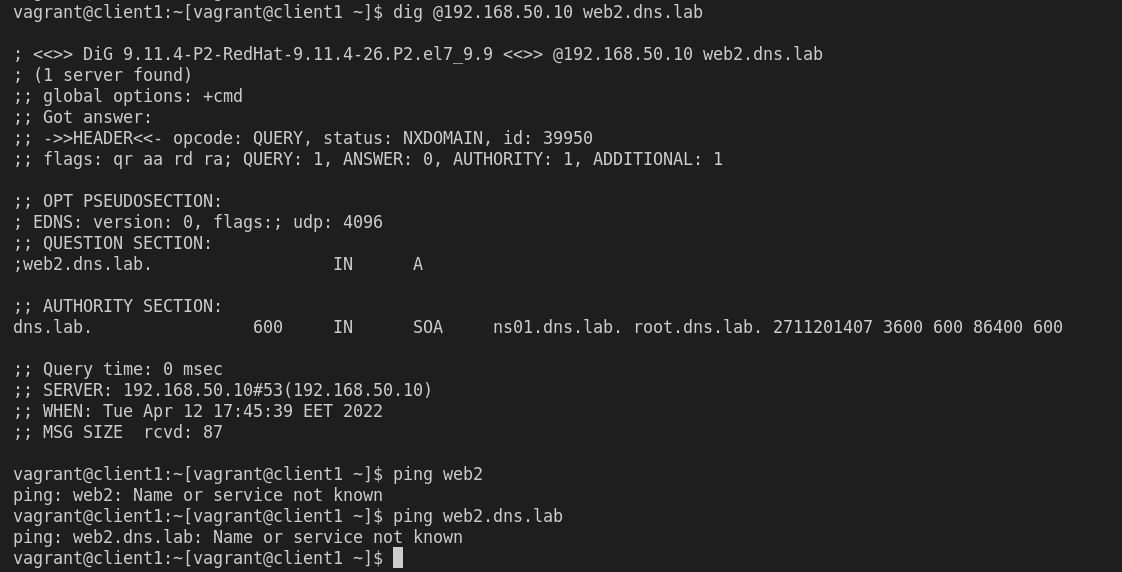 vagrant@client1:~[vagrant@client1 ~]$ dig @192.168.50.10 web2.dns.lab
; <<>> DiG 9.11.4-P2-RedHat-9.11.4-26.P2.el7_9.9 <<>> @192.168.50.10 web2.dns.lab
; (1 server found)
;; global options: +cmd
;; Got answer:
;; ->>HEADER<<- opcode: QUERY, status: NXDOMAIN, id: 39950
;; flags: qr aa rd ra; QUERY: 1, ANSWER: 0, AUTHORITY: 1, ADDITIONAL: 1
;; OPT PSEUDOSECTION:
; EDNS: version: 0, flags:; udp: 4096
;; QUESTION SECTION:
;web2.dns.lab. IN A
;; AUTHORITY SECTION:
dns.lab. 600 IN SOA ns01.dns.lab. root.dns.lab. 2711201407 3600 600 86400 600
;; Query time: 0 msec
;; SERVER: 192.168.50.10#53(192.168.50.10)
;; WHEN: Tue Apr 12 17:45:39 EET 2022
;; MSG SIZE rcvd: 87
vagrant@client1:~[vagrant@client1 ~]$ ping web2
ping: web2: Name or service not known
vagrant@client1:~[vagrant@client1 ~]$ ping web2.dns.lab
ping: web2.dns.lab: Name or service not known
vagrant@client1:~[vagrant@client1 ~]$